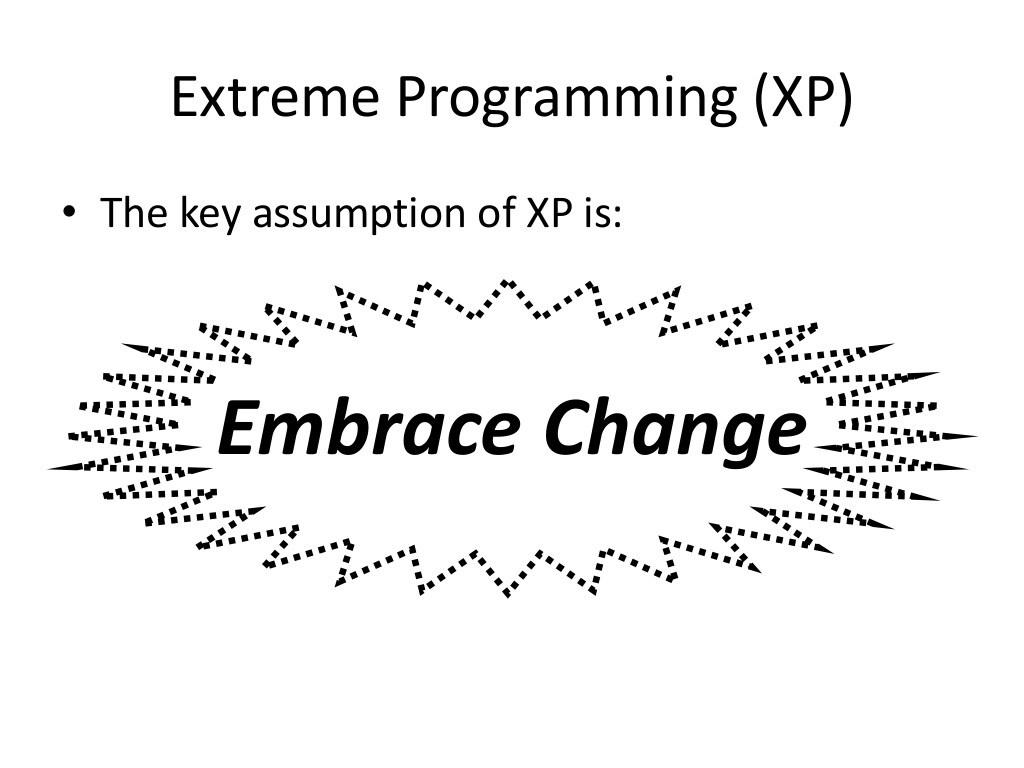 Extreme Programming (XP)
• The key assumption of XP is:
Embrace Change